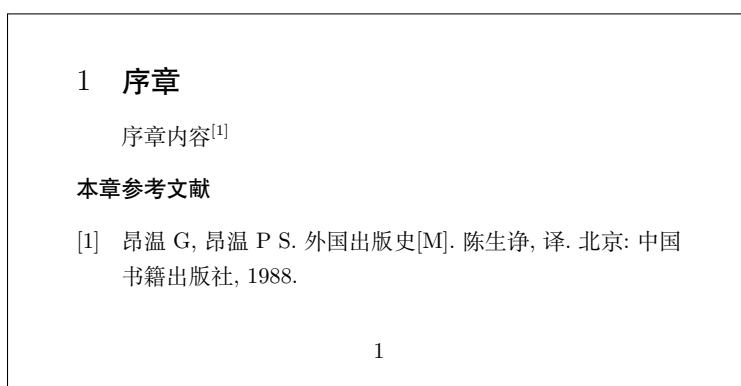 1 序章
序章内容[1]
本章参考文献
[1] 昂温 G, 昂温 P S. 外国出版史[M]. 陈生诤, 译. 北京: 中国
书籍出版社, 1988.
1